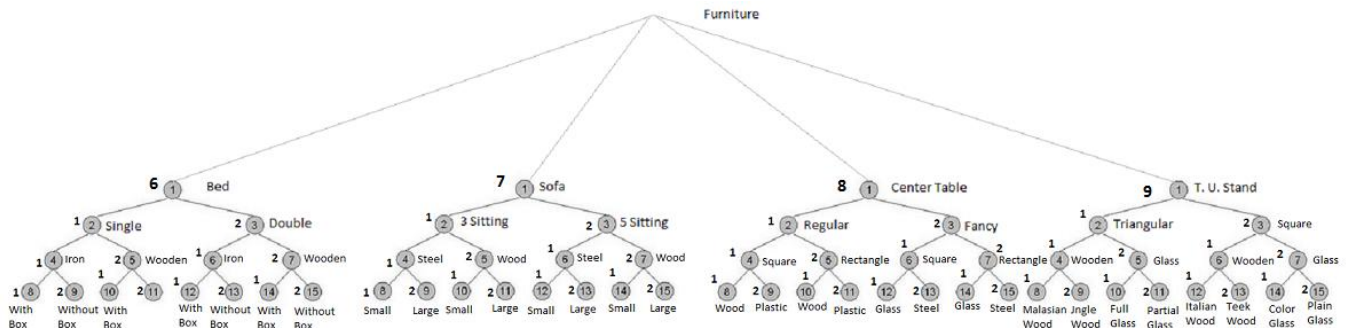 Furniture
6 1 Bed 7 1 Sofa 8 1 Center Table 9 1 T. U. Stand
1 2 Single 2 3 Double 1 2 3 Sitting 2 3 5 Sitting 1 2 Regular 2 3 Fancy 1 2 Triangular 2 3 Square
1 4 Iron 2 5 Wooden 1 6 Iron 2 7 Wooden 1 4 Steel 2 5 Wood 1 6 Steel 2 7 Wood 1 4 Square 2 5 Rectangle 1 6 Square 2 7 Rectangle 1 4 Wooden 2 5 Glass 1 6 Wooden 2 7 Glass
1 8 2 9 1 10 2 11 1 12 2 13 1 14 2 15 1 8 2 9 1 10 2 11 1 12 2 13 1 14 2 15 1 8 2 9 1 10 2 11 1 12 2 13 1 14 2 15 1 8 2 9 1 10 2 11 1 12 2 13 1 14 2 15
With Without With With Without With Without Small Large Small Large Small Large Small Large Wood Plastic Wood Plastic Glass Steel Glass Steel Malasian Jngle Full Partial Italian Teek Color Plain
Box Box Box Box Box Box Box Wood Wood Glass Glass Wood Wood Glass Glass